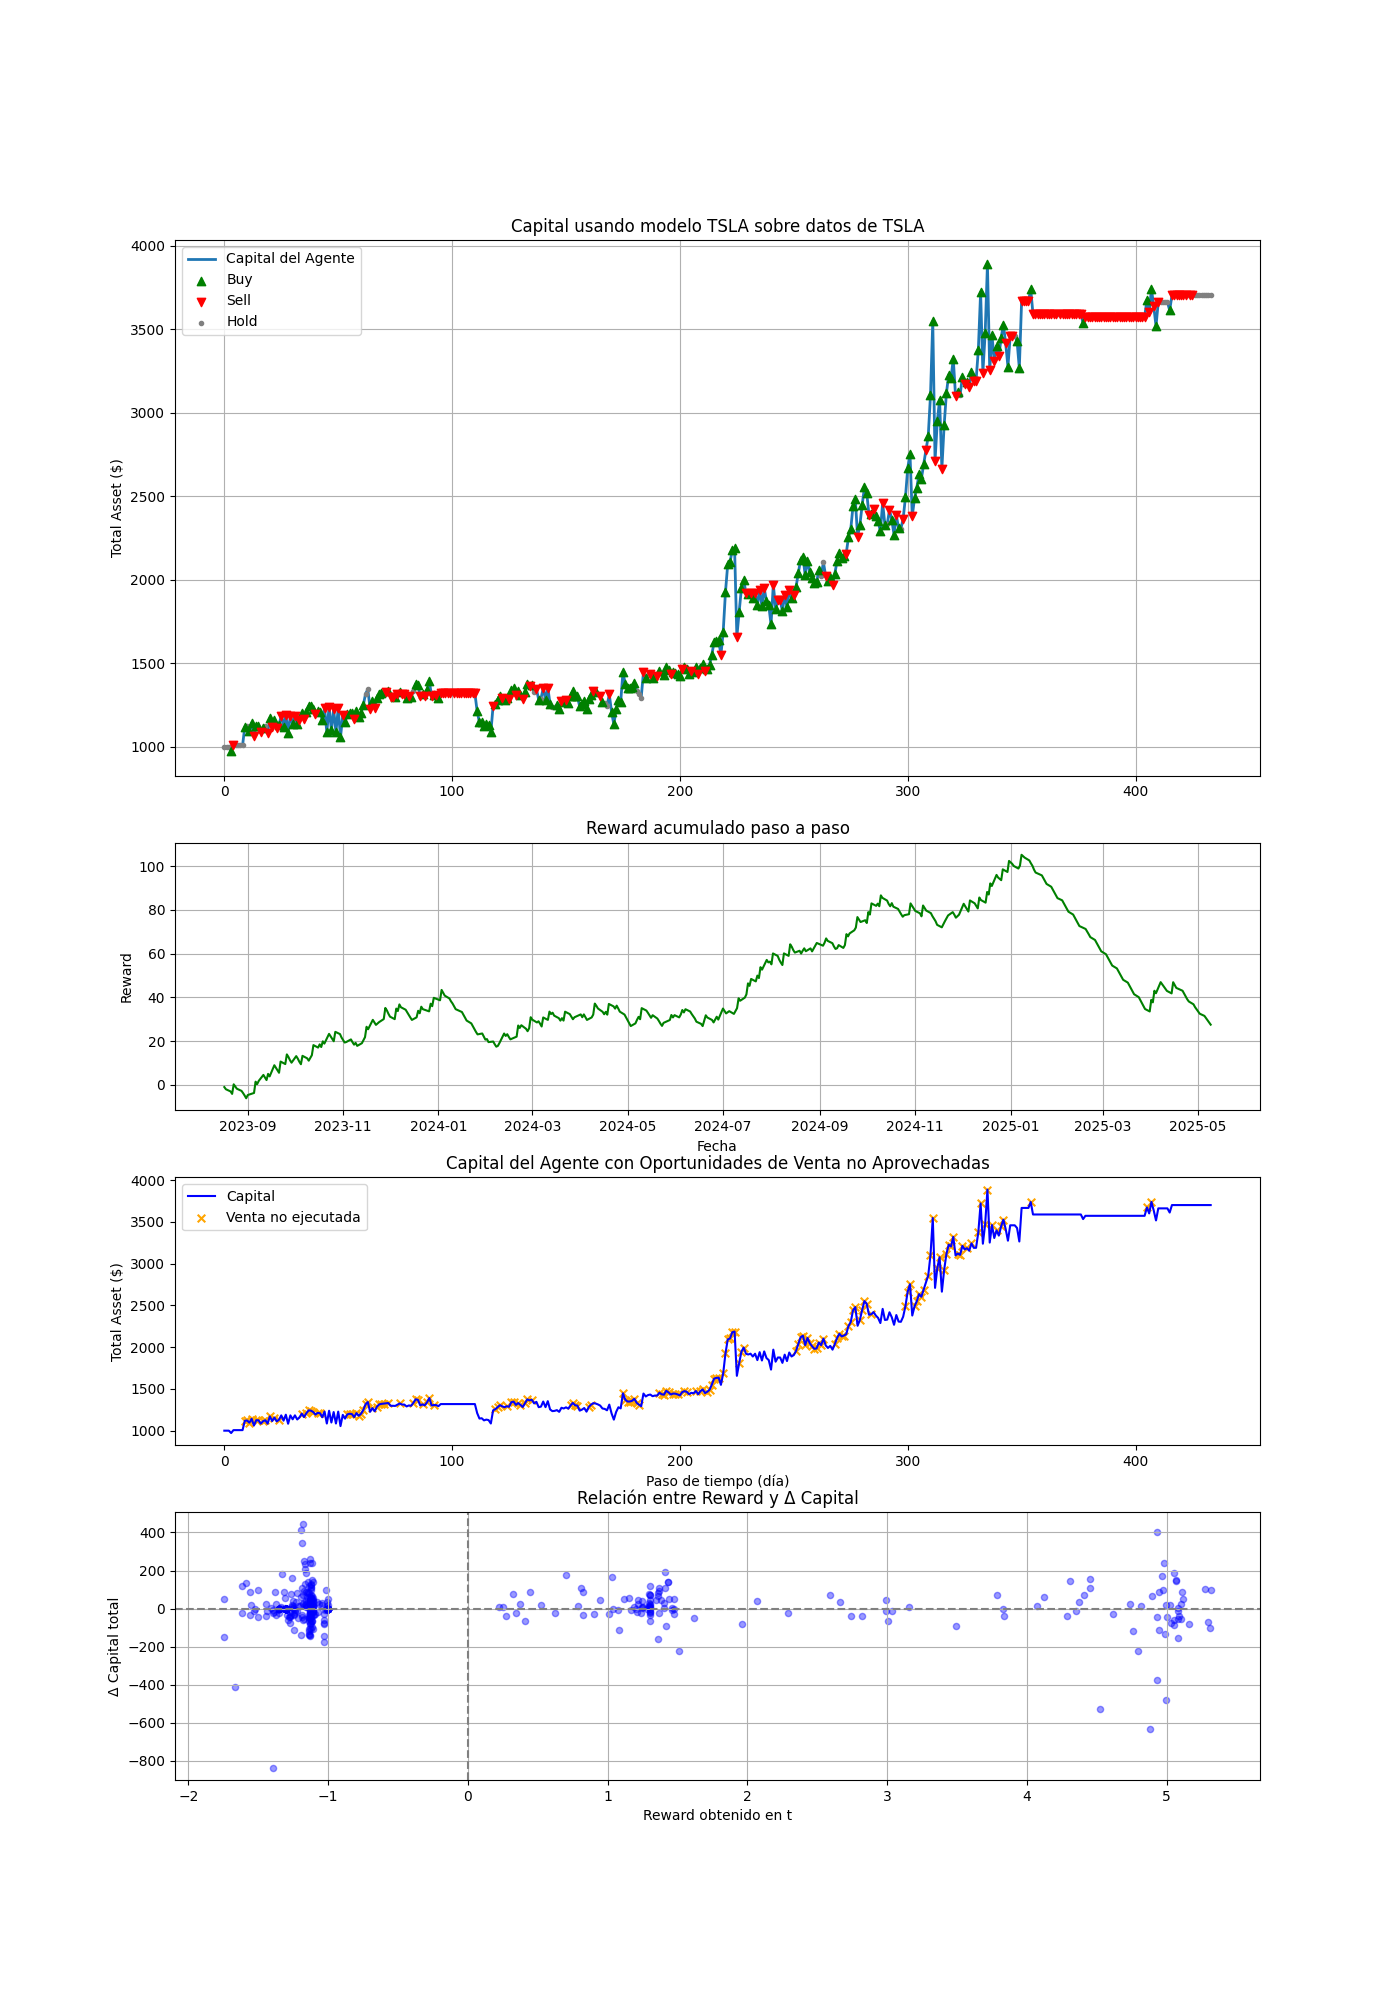 Capital usando modelo TSLA sobre datos de TSLA
4000
3500
3000
2500
2000
1500
1000
Total Asset ($)
Capital del Agente
Buy
Sell
Hold
0 100 200 300 400
Reward acumulado paso a paso
100
80
60
40
20
0
Reward
2023-09 2023-11 2024-01 2024-03 2024-05 2024-07 2024-09 2024-11 2025-01 2025-03 2025-05
Fecha
Capital del Agente con Oportunidades de Venta no Aprovechadas
4000
3500
3000
2500
2000
1500
1000
Total Asset ($)
Capital
Venta no ejecutada
0 100 200 300 400
Paso de tiempo (día)
Relación entre Reward y Δ Capital
400
200
0
−200
−400
−600
−800
Δ Capital total
−2 −1 0 1 2 3 4 5
Reward obtenido en t